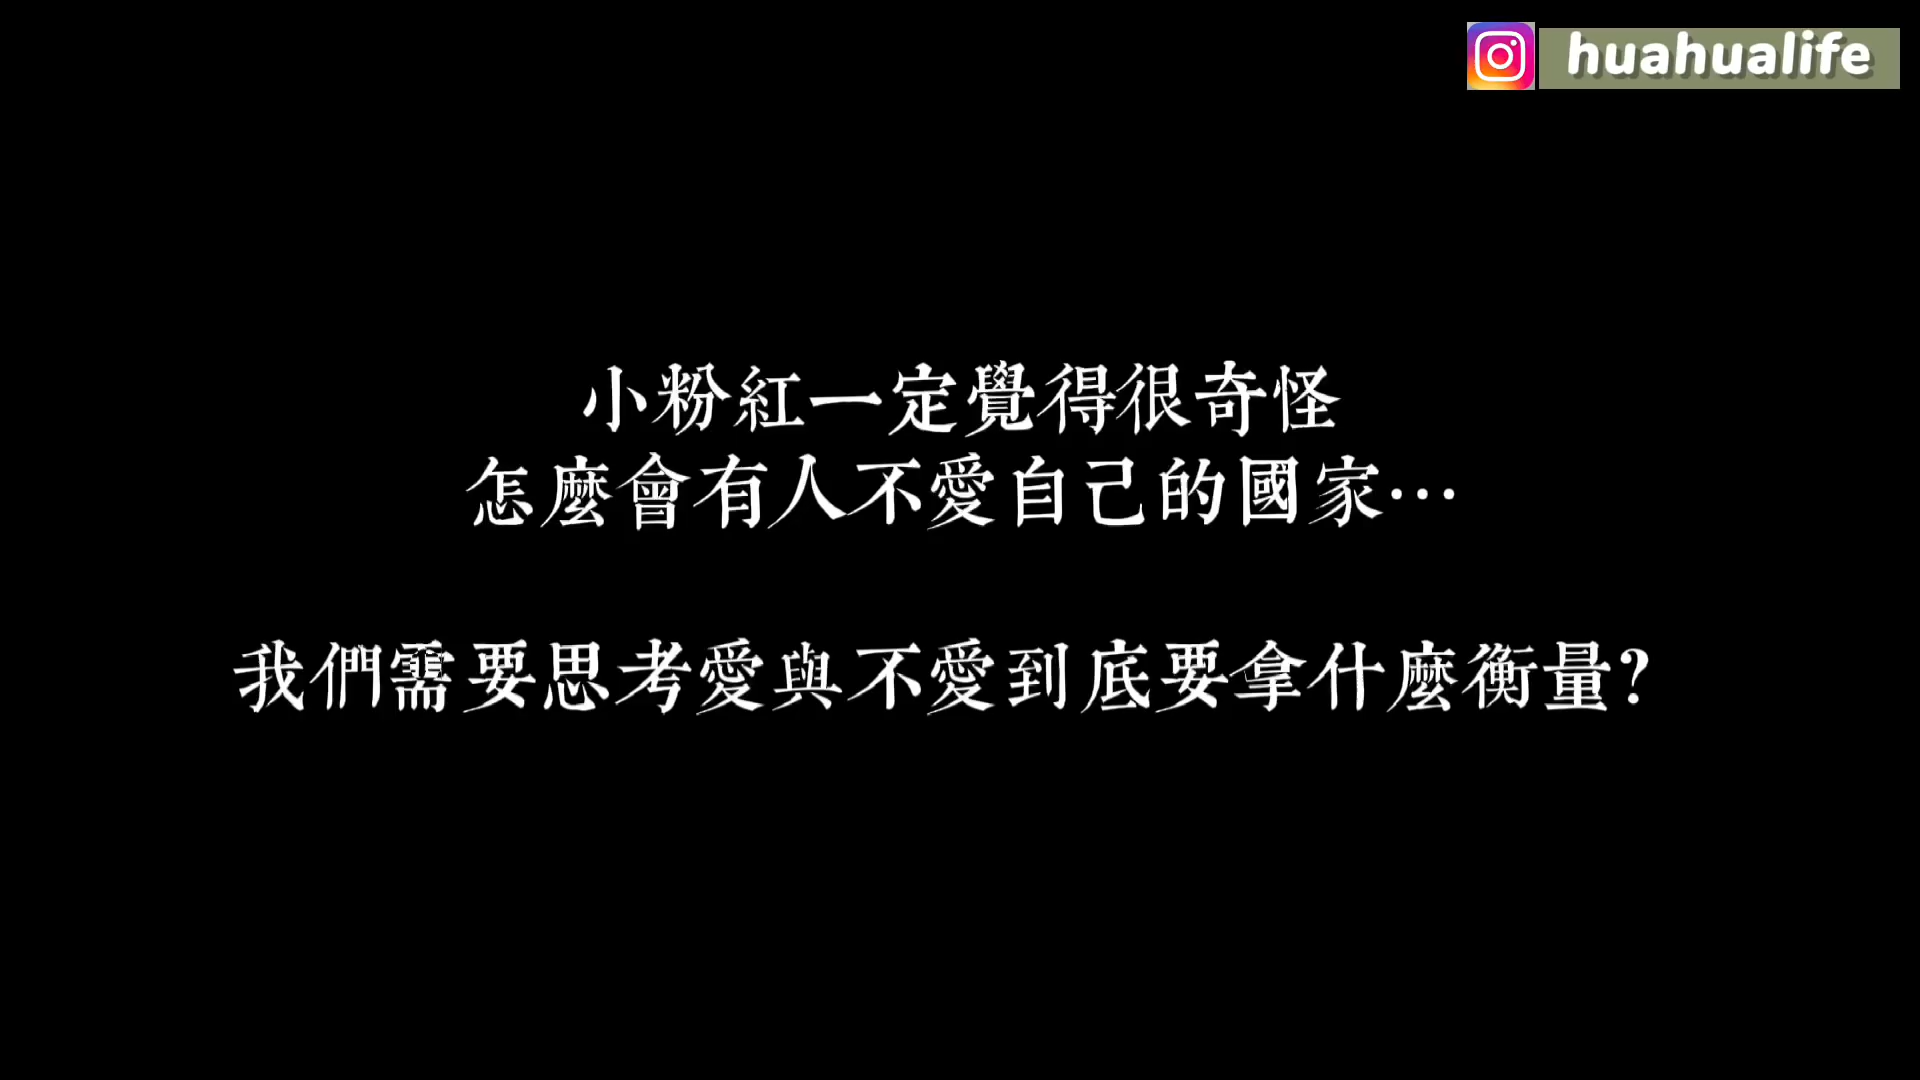 huahualife
小粉紅一定覺得很奇怪
怎麼會有人不愛自己的國家…
我們需要思考愛與不愛到底要拿什麼衡量?